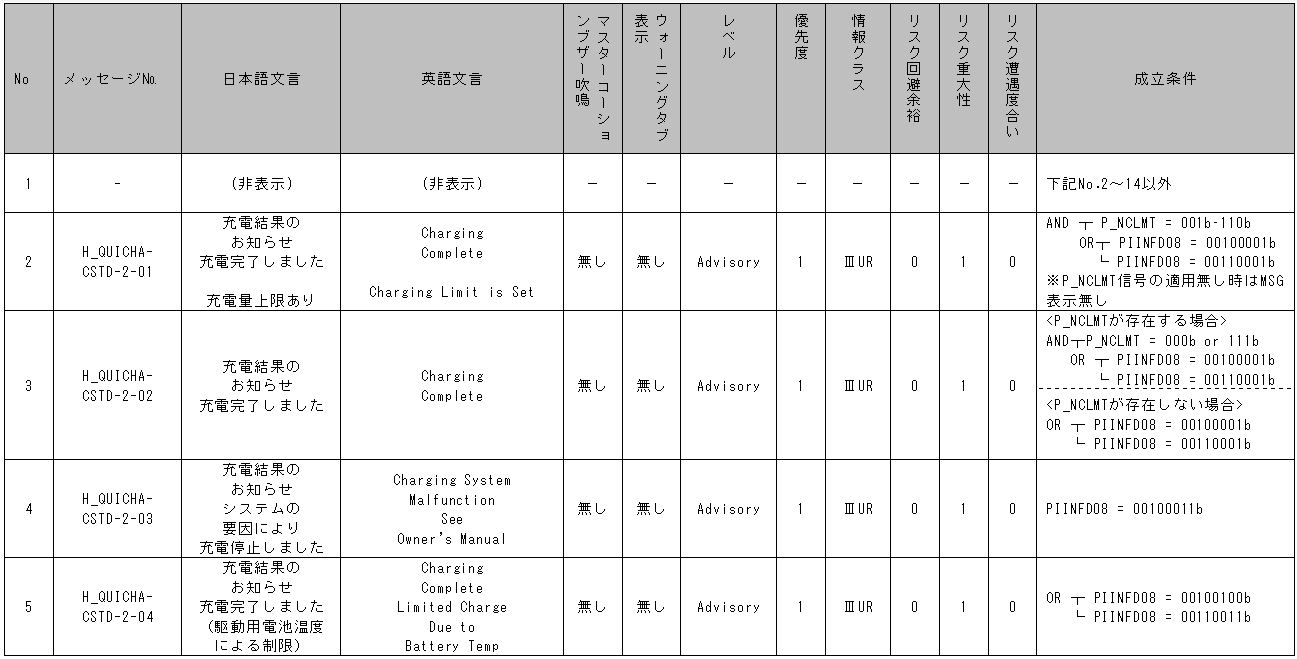 No
メッセージNo.
日本語文言
英語文言
マスターコーショ
ンブザー吹鳴
ウォーニングタブ
表示
レベル
優先度
情報クラス
リスク回避余裕
リスク重大性
リスク遭遇度合い
成立条件
1
-
(非表示)
(非表示)
－
－
－
－
－
－
－
－
下記No.2～14以外
2
H_QUICHA-
CSTD-2-01
充電結果の
お知らせ
充電完了しました
充電量上限あり
Charging
Complete
Charging Limit is Set
無し
無し
Advisory
1
ⅢUR
0
1
0
AND ┬ P_NCLMT = 001b-110b
OR┬ PIINFD08 = 00100001b
└ PIINFD08 = 00110001b
※P_NCLMT信号の適用無し時はMSG
表示無し
3
H_QUICHA-
CSTD-2-02
充電結果の
お知らせ
充電完了しました
Charging
Complete
無し
無し
Advisory
1
ⅢUR
0
1
0
<P_NCLMTが存在する場合>
AND┬P_NCLMT = 000b or 111b
OR ┬ PIINFD08 = 00100001b
└ PIINFD08 = 00110001b
<P_NCLMTが存在しない場合>
OR ┬ PIINFD08 = 00100001b
└ PIINFD08 = 00110001b
4
H_QUICHA-
CSTD-2-03
充電結果の
お知らせ
システムの
要因により
充電停止しました
Charging System
Malfunction
See
Owner's Manual
無し
無し
Advisory
1
ⅢUR
0
1
0
PIINFD08 = 00100011b
5
H_QUICHA-
CSTD-2-04
充電結果の
お知らせ
充電完了しました
(駆動用電池温度
による制限)
Charging
Complete
Limited Charge
Due to
Battery Temp
無し
無し
Advisory
1
ⅢUR
0
1
0
OR ┬ PIINFD08 = 00100100b
└ PIINFD08 = 00110011b